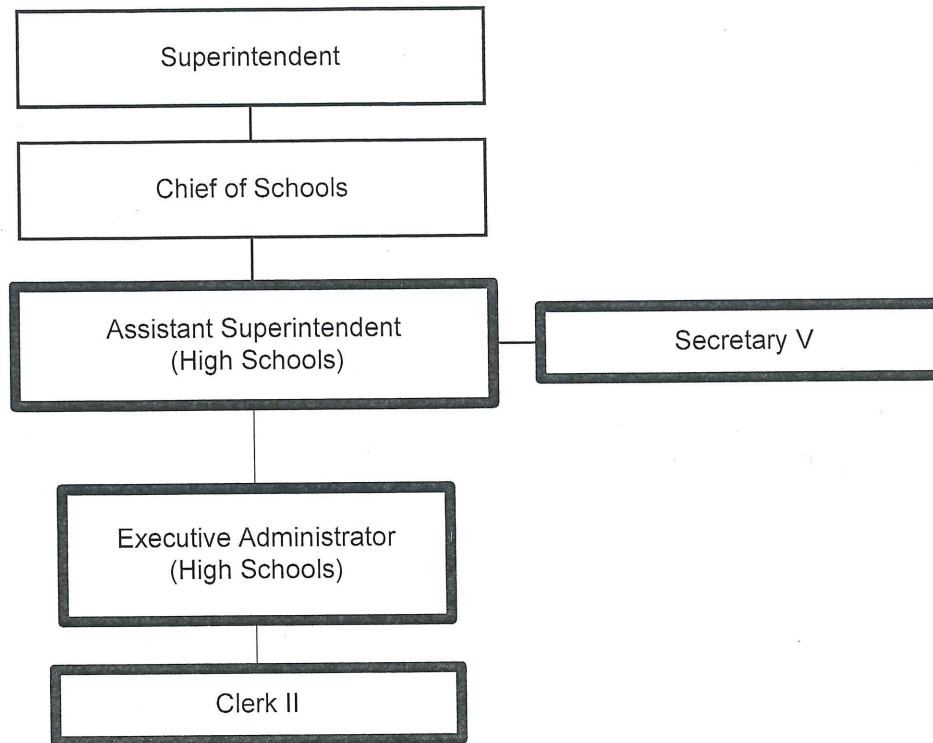 Superintendent
Chief of Schools
Assistant Superintendent
(High Schools)
Secretary V
Executive Administrator
(High Schools)
Clerk II